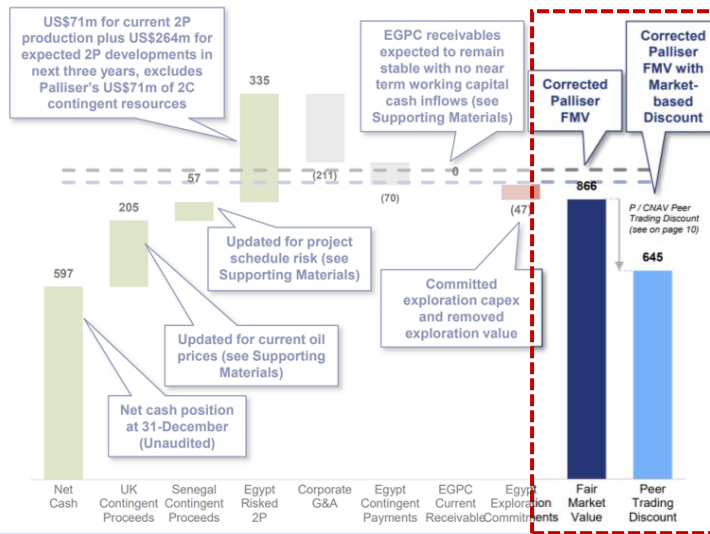 US$71m for current 2P
production plus US$264m for
expected 2P developments in
next three years, excludes
Palliser's US$71m of 2C
contingent resources
335
EGPC receivables
expected to remain
stable with no near
term working capital
cash inflows (see
Supporting Materials)
Corrected
Palliser
FMV
Corrected
Palliser
FMV with
Market-
based
Discount
57
(211)
(70)
0
(47)
866
P / CNAV Peer
Trading Discount
(see on page 10)
205
645
597
Updated for project
schedule risk (see
Supporting Materials)
Committed
exploration capex
and removed
exploration value
Updated for current oil
prices (see Supporting
Materials)
Net cash position
at 31-December
(Unaudited)
Net
Cash
UK
Contingent
Proceeds
Senegal
Contingent
Proceeds
Egypt
Risked
2P
Corporate
G&A
Egypt
Contingent
Payments
EGPC
Current
Receivable
Egypt
Exploration
Commitments
Fair
Market
Value
Peer
Trading
Discount